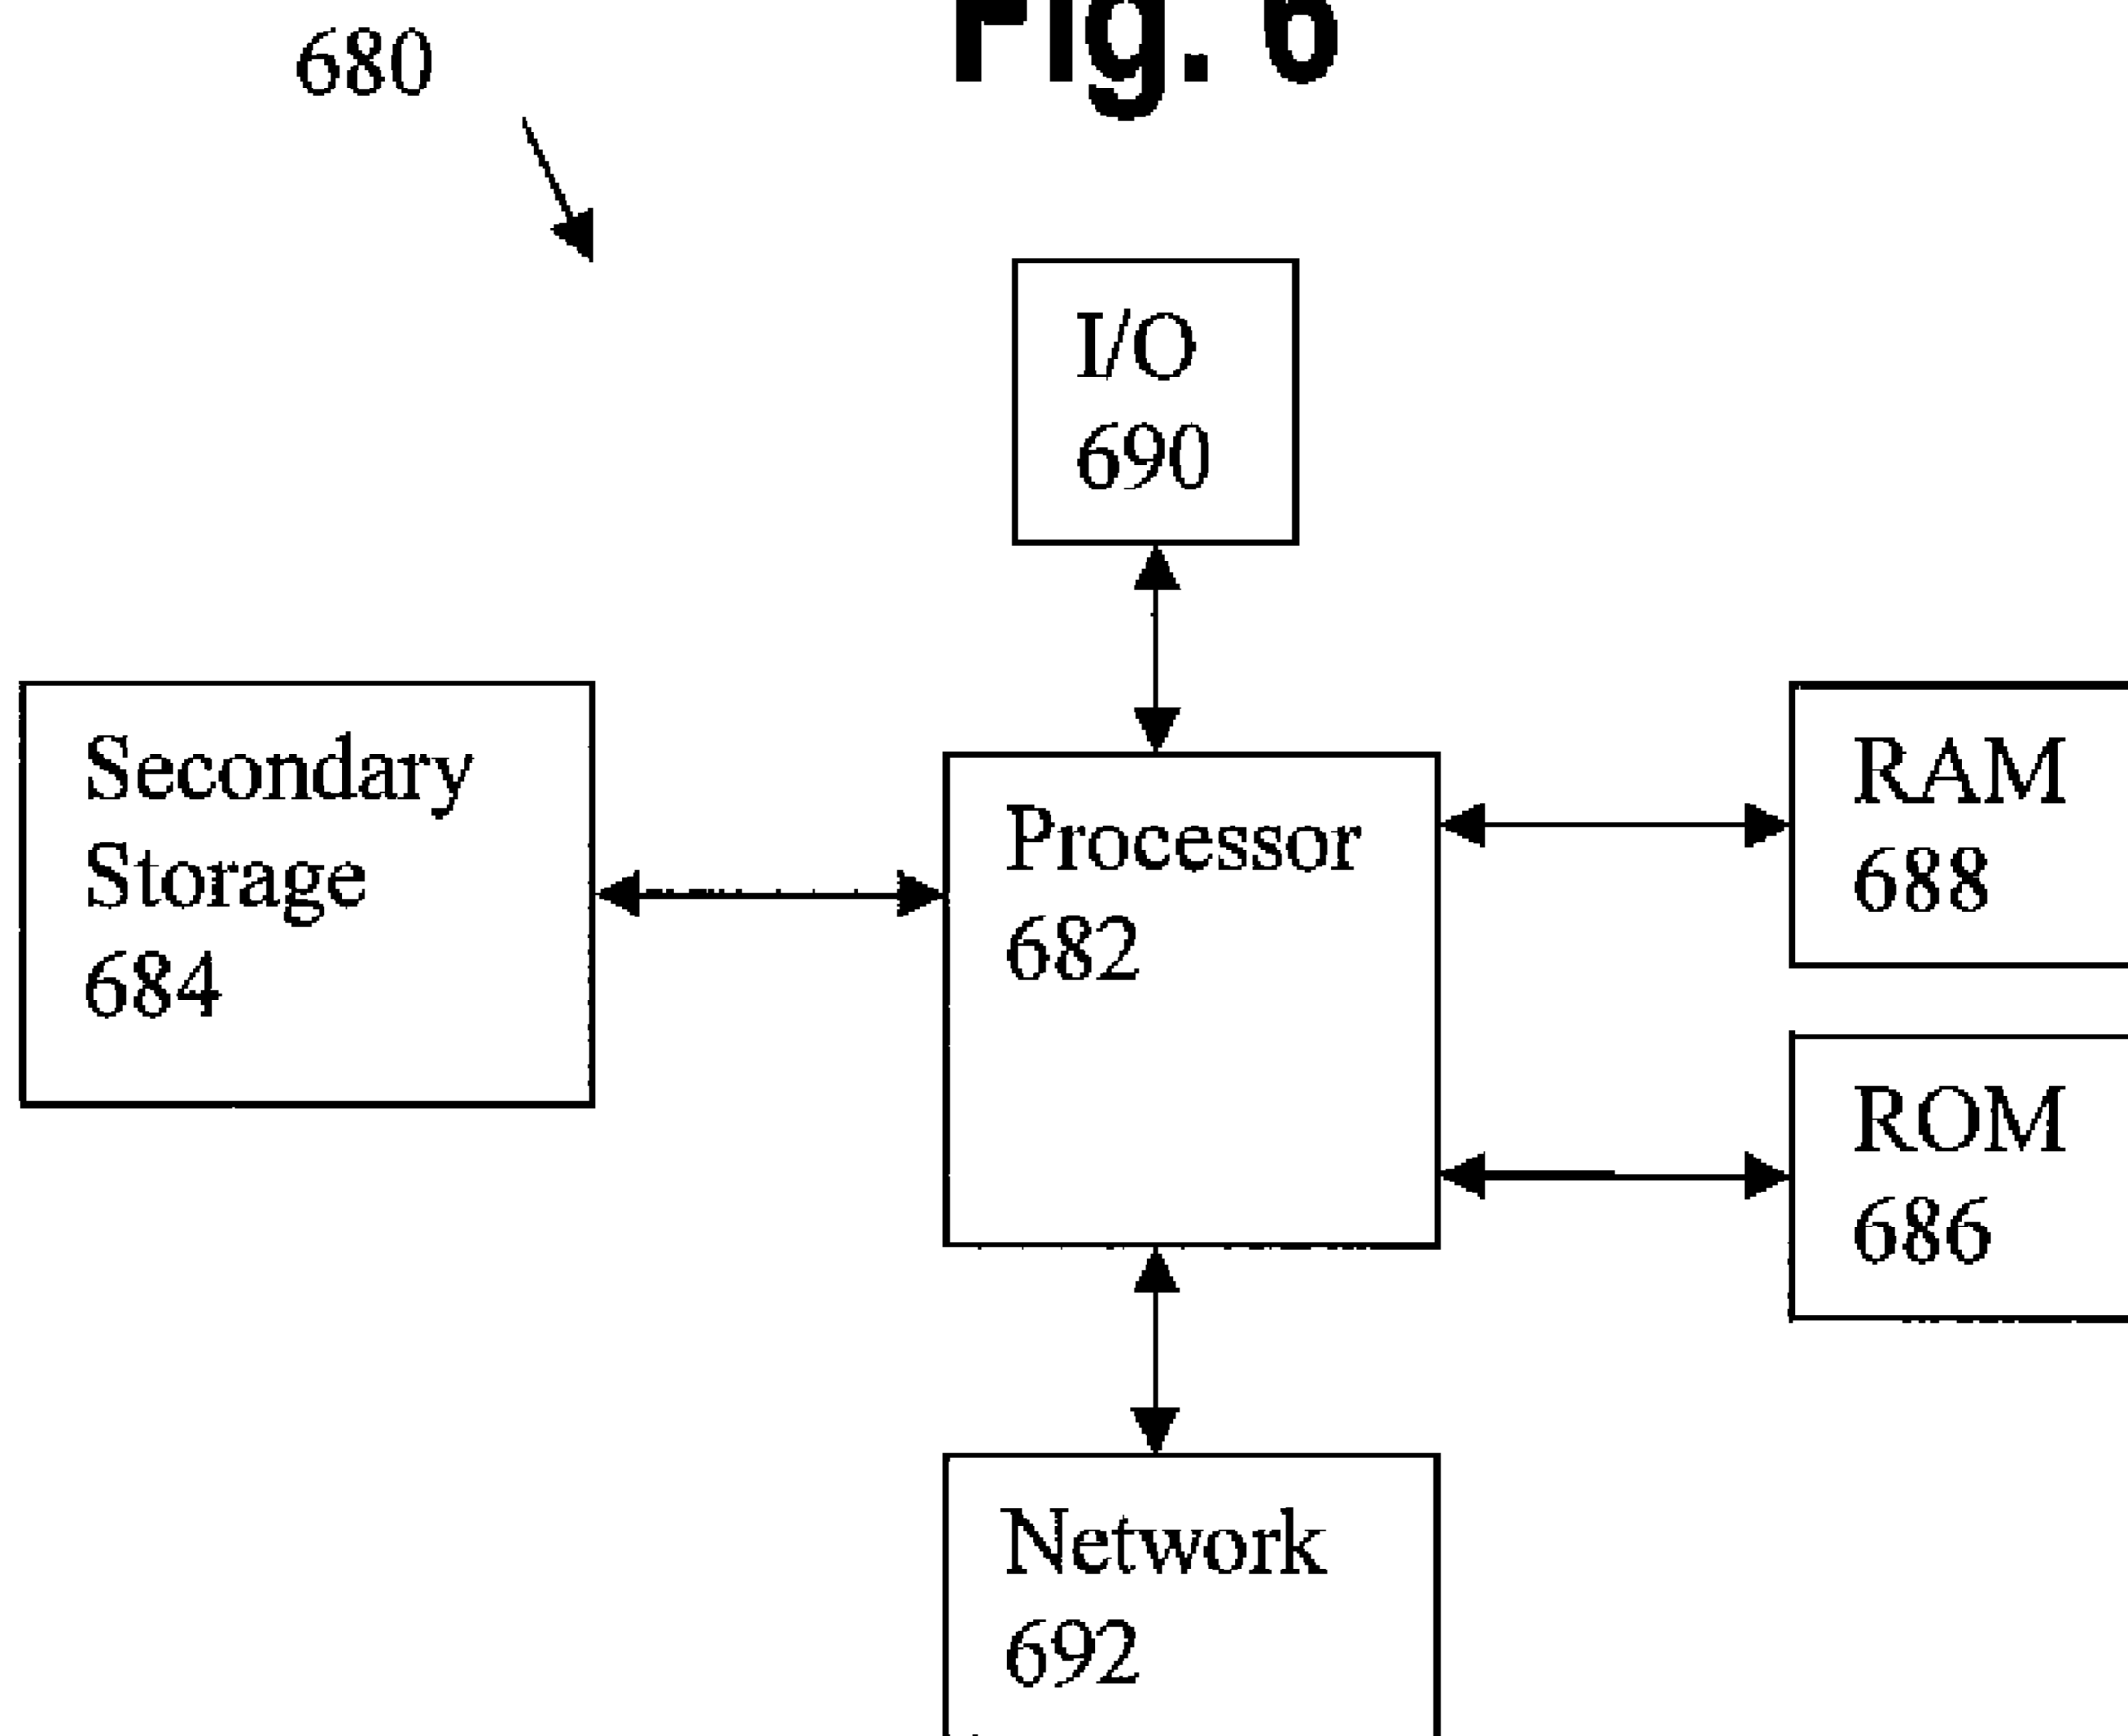 Fig. 6
680
I/O
690
Secondary
Storage
684
Processor
682
RAM
688
ROM
686
Network
692